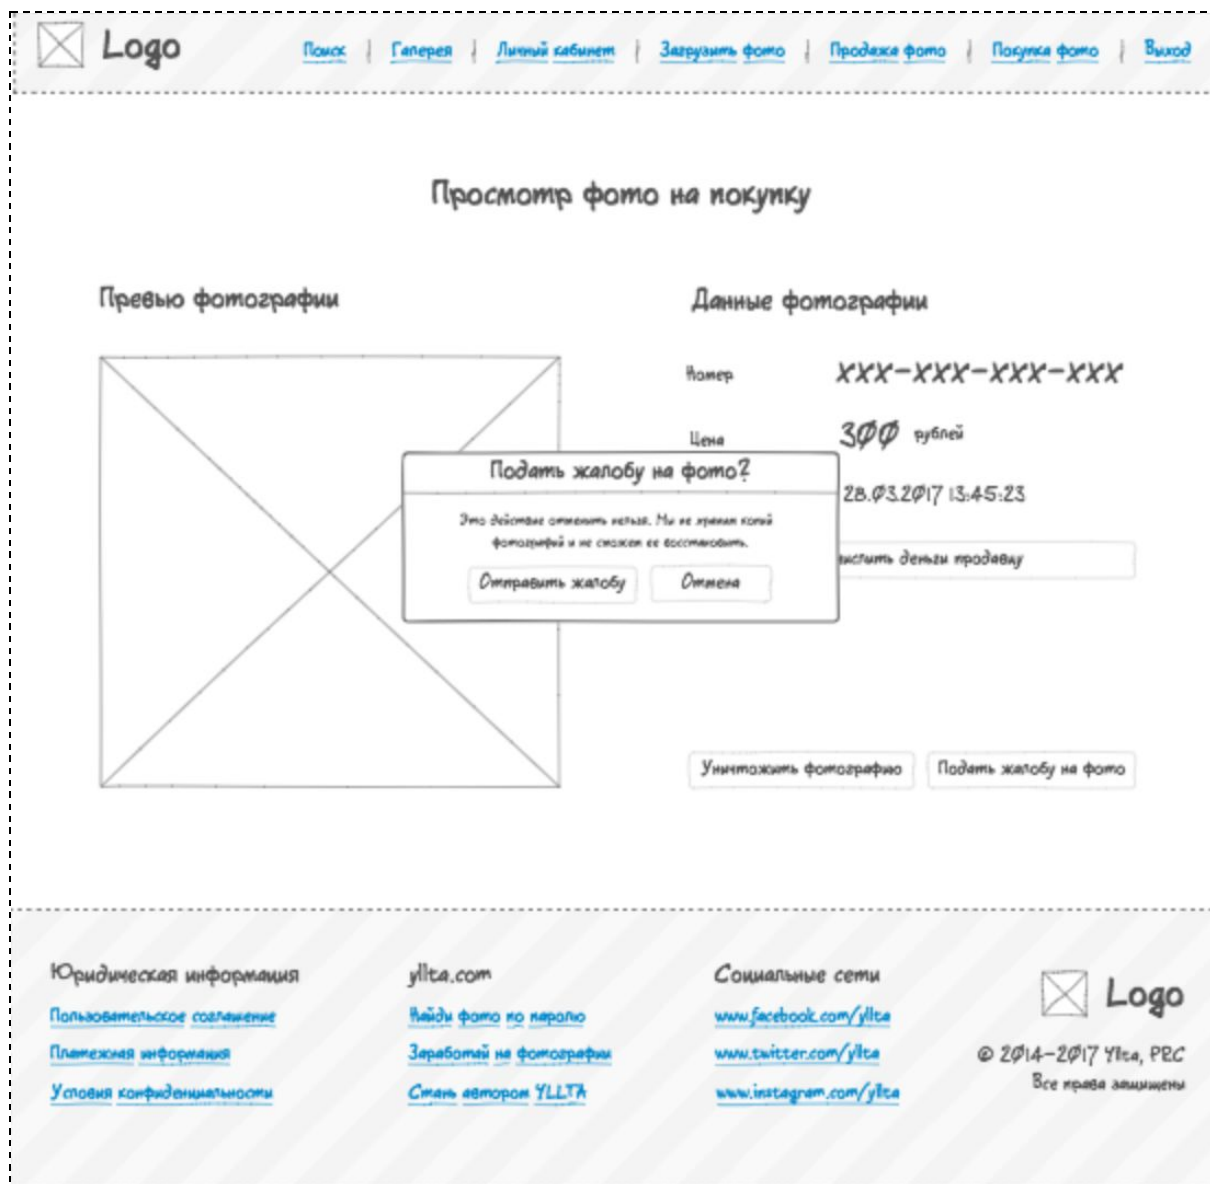 Logo
Поиск | Галерея | Личный кабинет | Загрузить фото | Продажа фото | Покупка фото | Выход
Просмотр фото на покупку
Превью фотографии
Данные фотографии
Номер XXX-XXX-XXX-XXX
Цена 300 рублей
28.03.2017 13:45:23
Подать жалобу на фото?
Это действие отменить нельзя. Мы не храним копий
фотографий и не сможем ее восстановить.
Отправить жалобу Отмена
ислить деньги продавцу
Уничтожить фотографию Подать жалобу на фото
Юридическая информация
Пользовательское соглашение
Платежная информация
Условия конфиденциальности
yllta.com
Найди фото по паролю
Заработай на фотографии
Стань автором YLLTA
Социальные сети
www.facebook.com/yllta
www.twitter.com/yllta
www.instagram.com/yllta
Logo
© 2014-2017 Yllta, PRC
Все права защищены